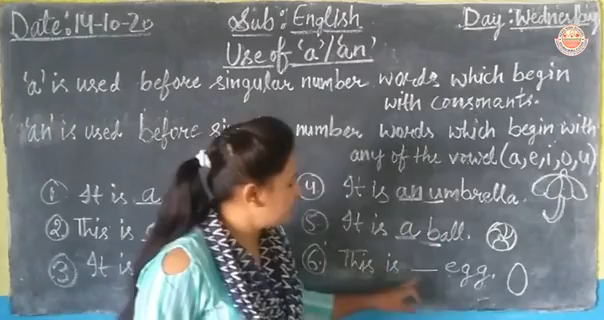 Date: 14-10-20
Sub: English
Day: Wednesday
Use of 'a'/'an'
'a' is used before singular number words which begin
with consonants.
'an' is used before number words which begin with
any of the vowel (a, e, i, o, u)
① It is a
② This is
③ It is
④ It is an umbrella.
⑤ It is a ball.
⑥ This is __ egg.